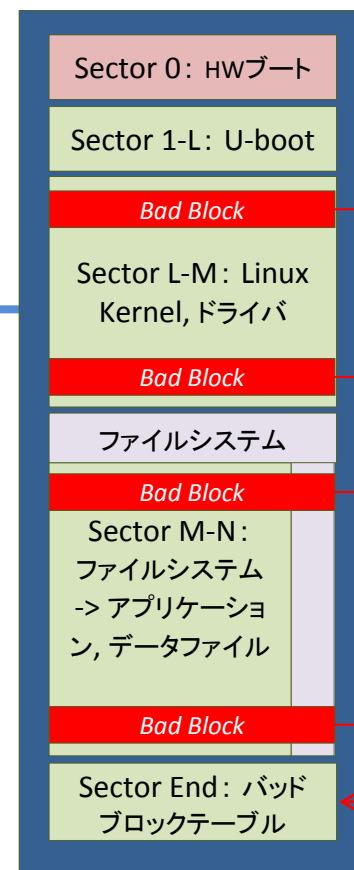 Sector 0: HWブート
Sector 1-L: U-boot
Bad Block
Sector L-M: Linux
Kernel, ドライバ
Bad Block
ファイルシステム
Bad Block
Sector M-N:
ファイルシステム
-> アプリケーショ
ン, データファイル
Bad Block
Sector End: バッド
ブロックテーブル